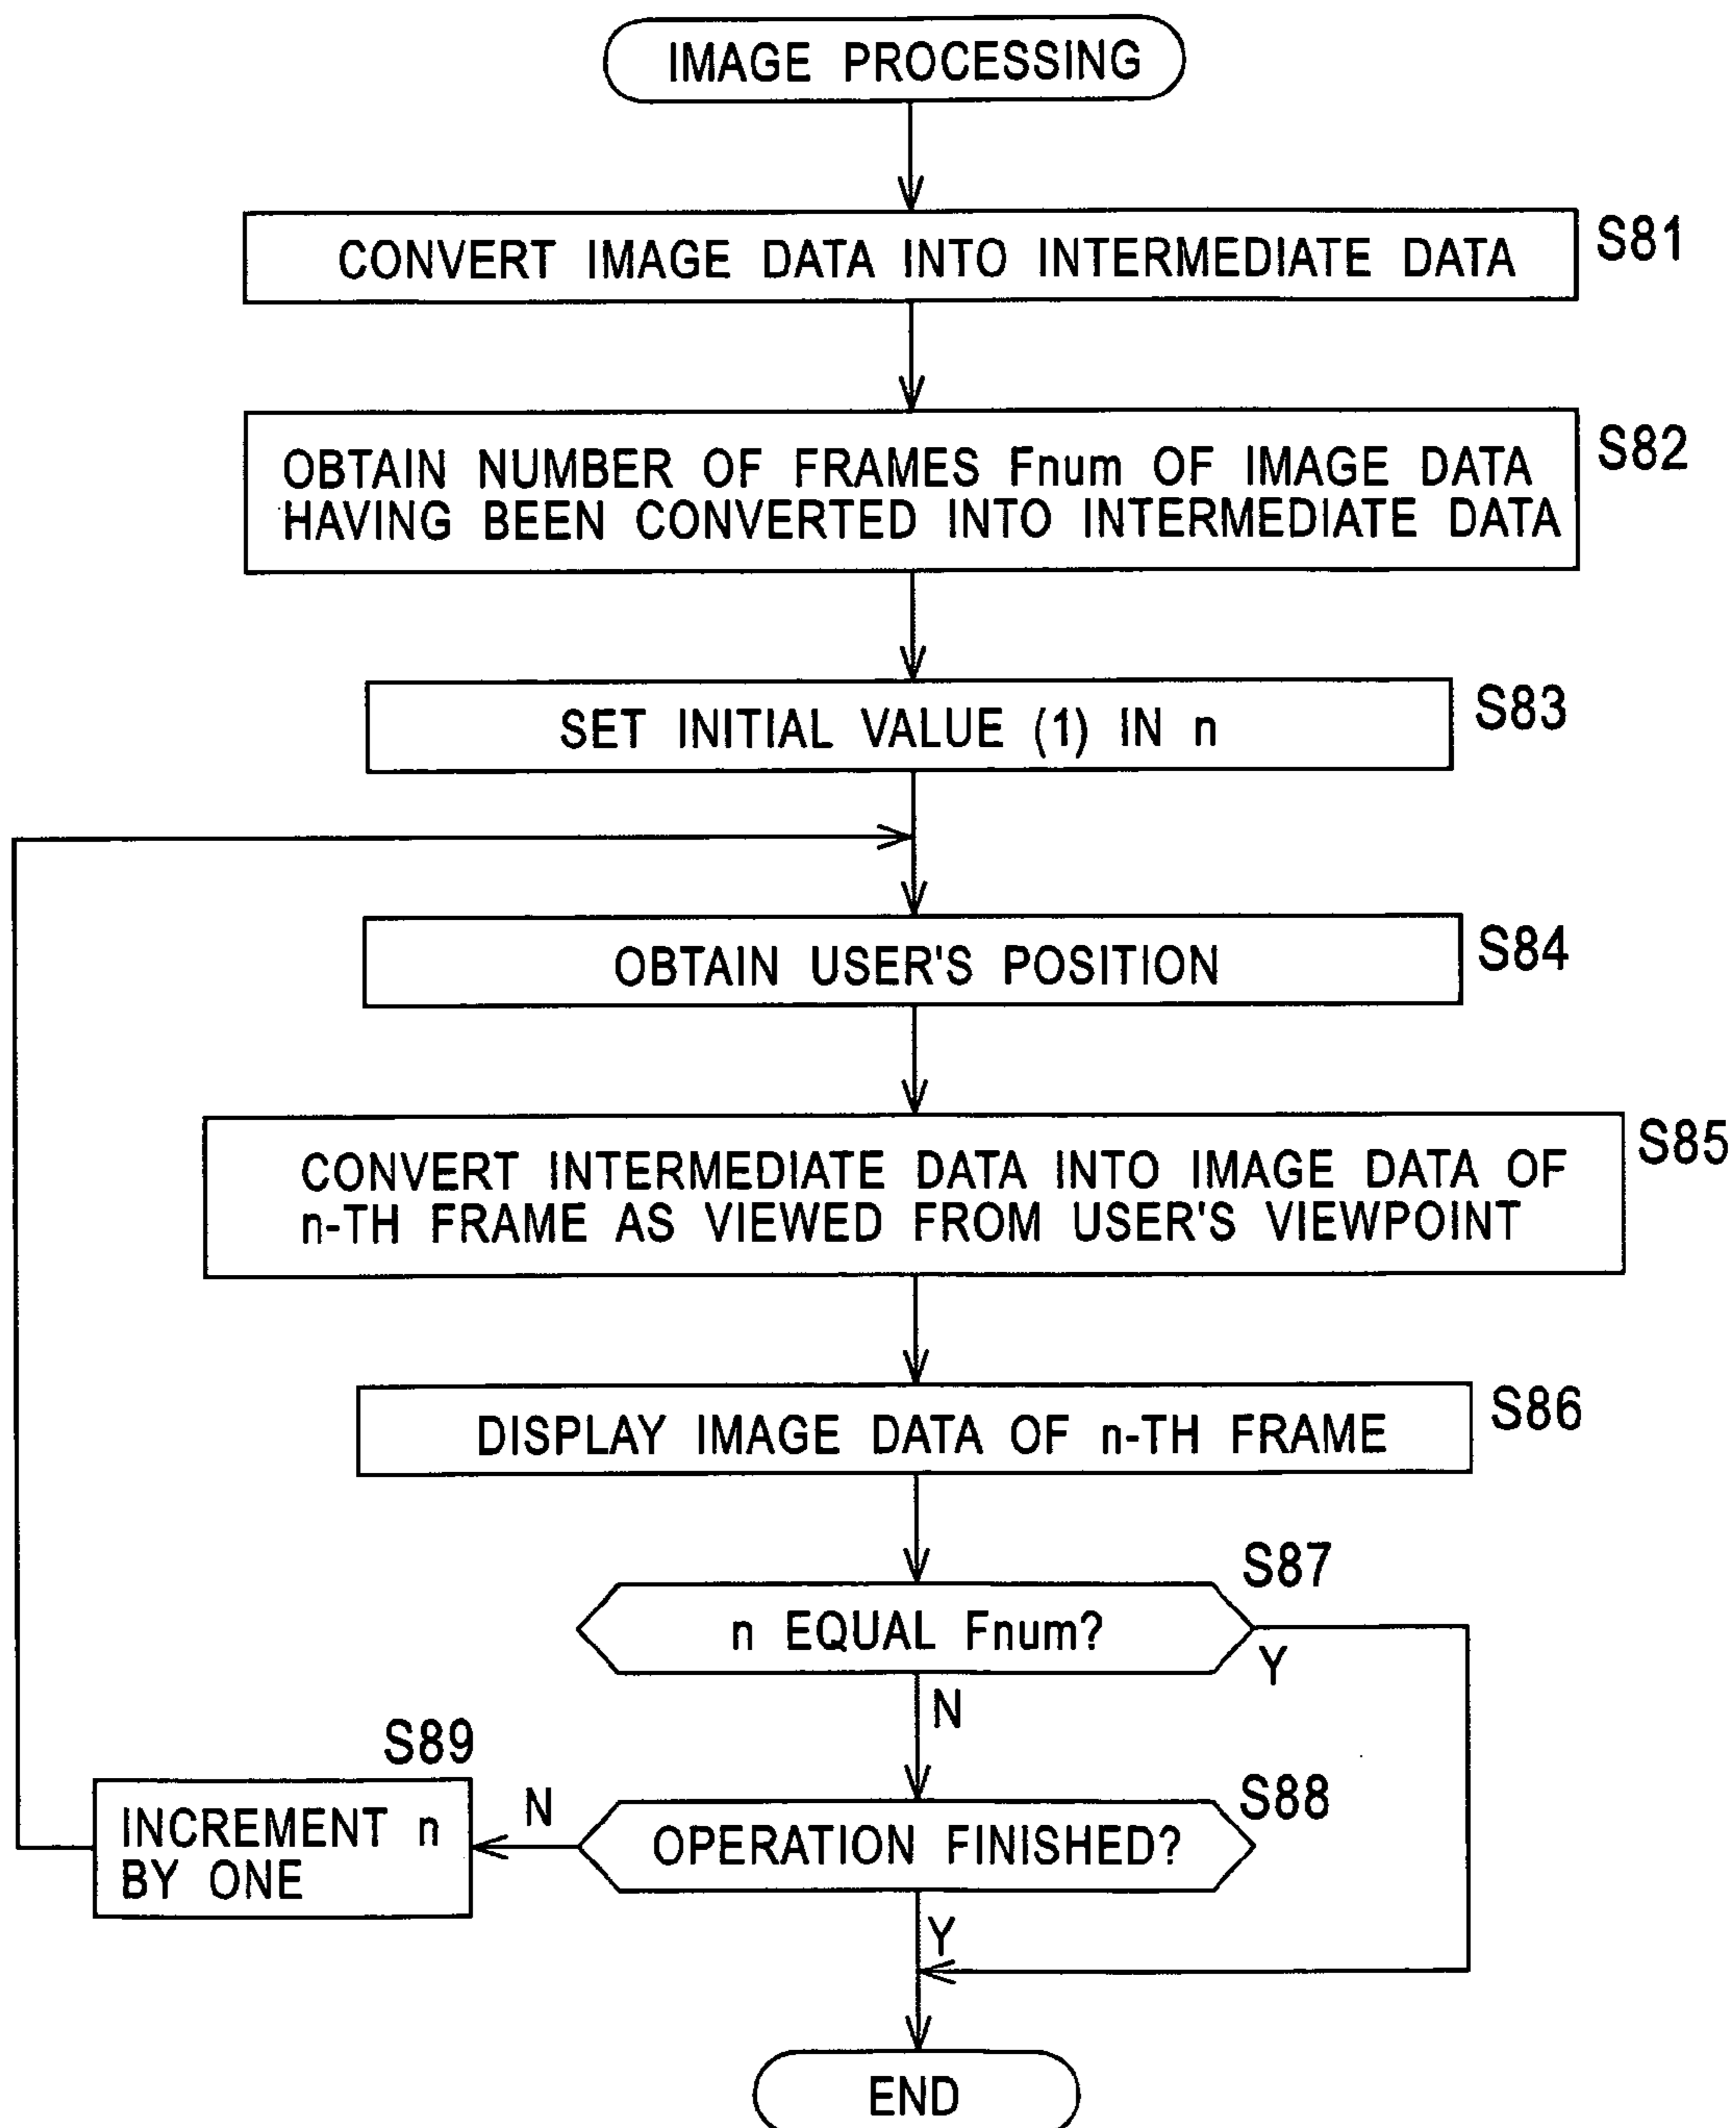 IMAGE PROCESSING
CONVERT IMAGE DATA INTO INTERMEDIATE DATA
S81
OBTAIN NUMBER OF FRAMES Fnum OF IMAGE DATA
HAVING BEEN CONVERTED INTO INTERMEDIATE DATA
S82
SET INITIAL VALUE (1) IN n
S83
OBTAIN USER'S POSITION
S84
CONVERT INTERMEDIATE DATA INTO IMAGE DATA OF
n-TH FRAME AS VIEWED FROM USER'S VIEWPOINT
S85
DISPLAY IMAGE DATA OF n-TH FRAME
S86
S87
n EQUAL Fnum?
Y
N
S89
INCREMENT n
BY ONE
N
S88
OPERATION FINISHED?
Y
END